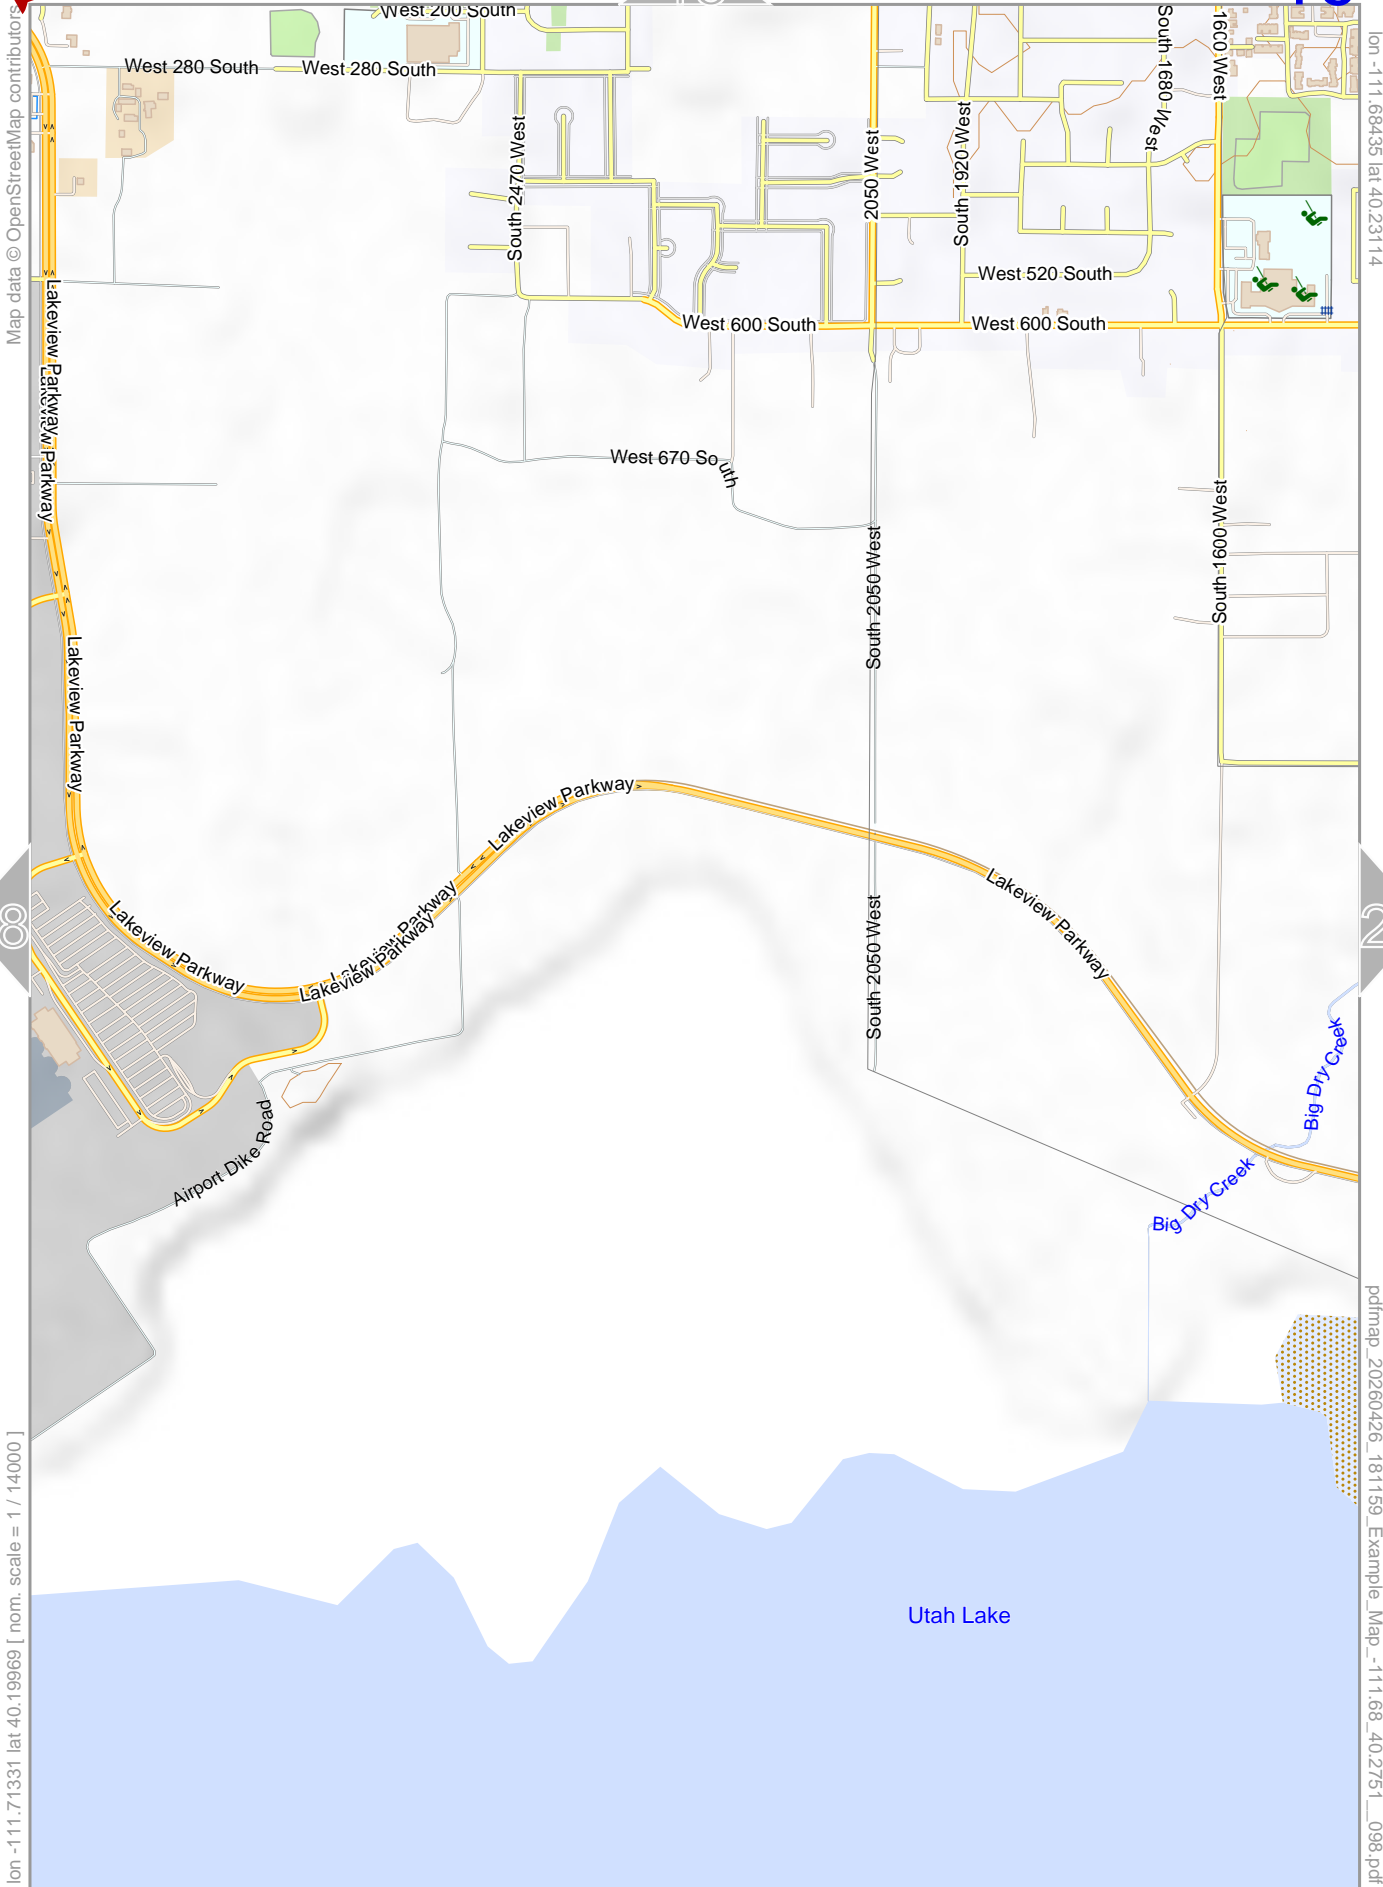 West 200 South
West 280 South
West 280 South
South 2470 West
2050 West
South 1920 West
South 1680 West
1600 West
West 520 South
West 600 South
West 600 South
Lakeview Parkway
Lakeview Parkway
West 670 South
South 2050 West
South 1600 West
Lakeview Parkway
Lakeview Parkway
Lakeview Parkway
Lakeview Parkway
Lakeview Parkway
Lakeview Parkway
South 2050 West
Airport Dike Road
Big Dry Creek
Big Dry Creek
Utah Lake
8
2
Map data © OpenStreetMap contributors
lon -111.71331 lat 40.19969 [ nom. scale = 1 / 14000 ]
lon -111.68435 lat 40.23114
pdfmap_20260426_181159_Example_Map_-111.68_40.2751__098.pdf